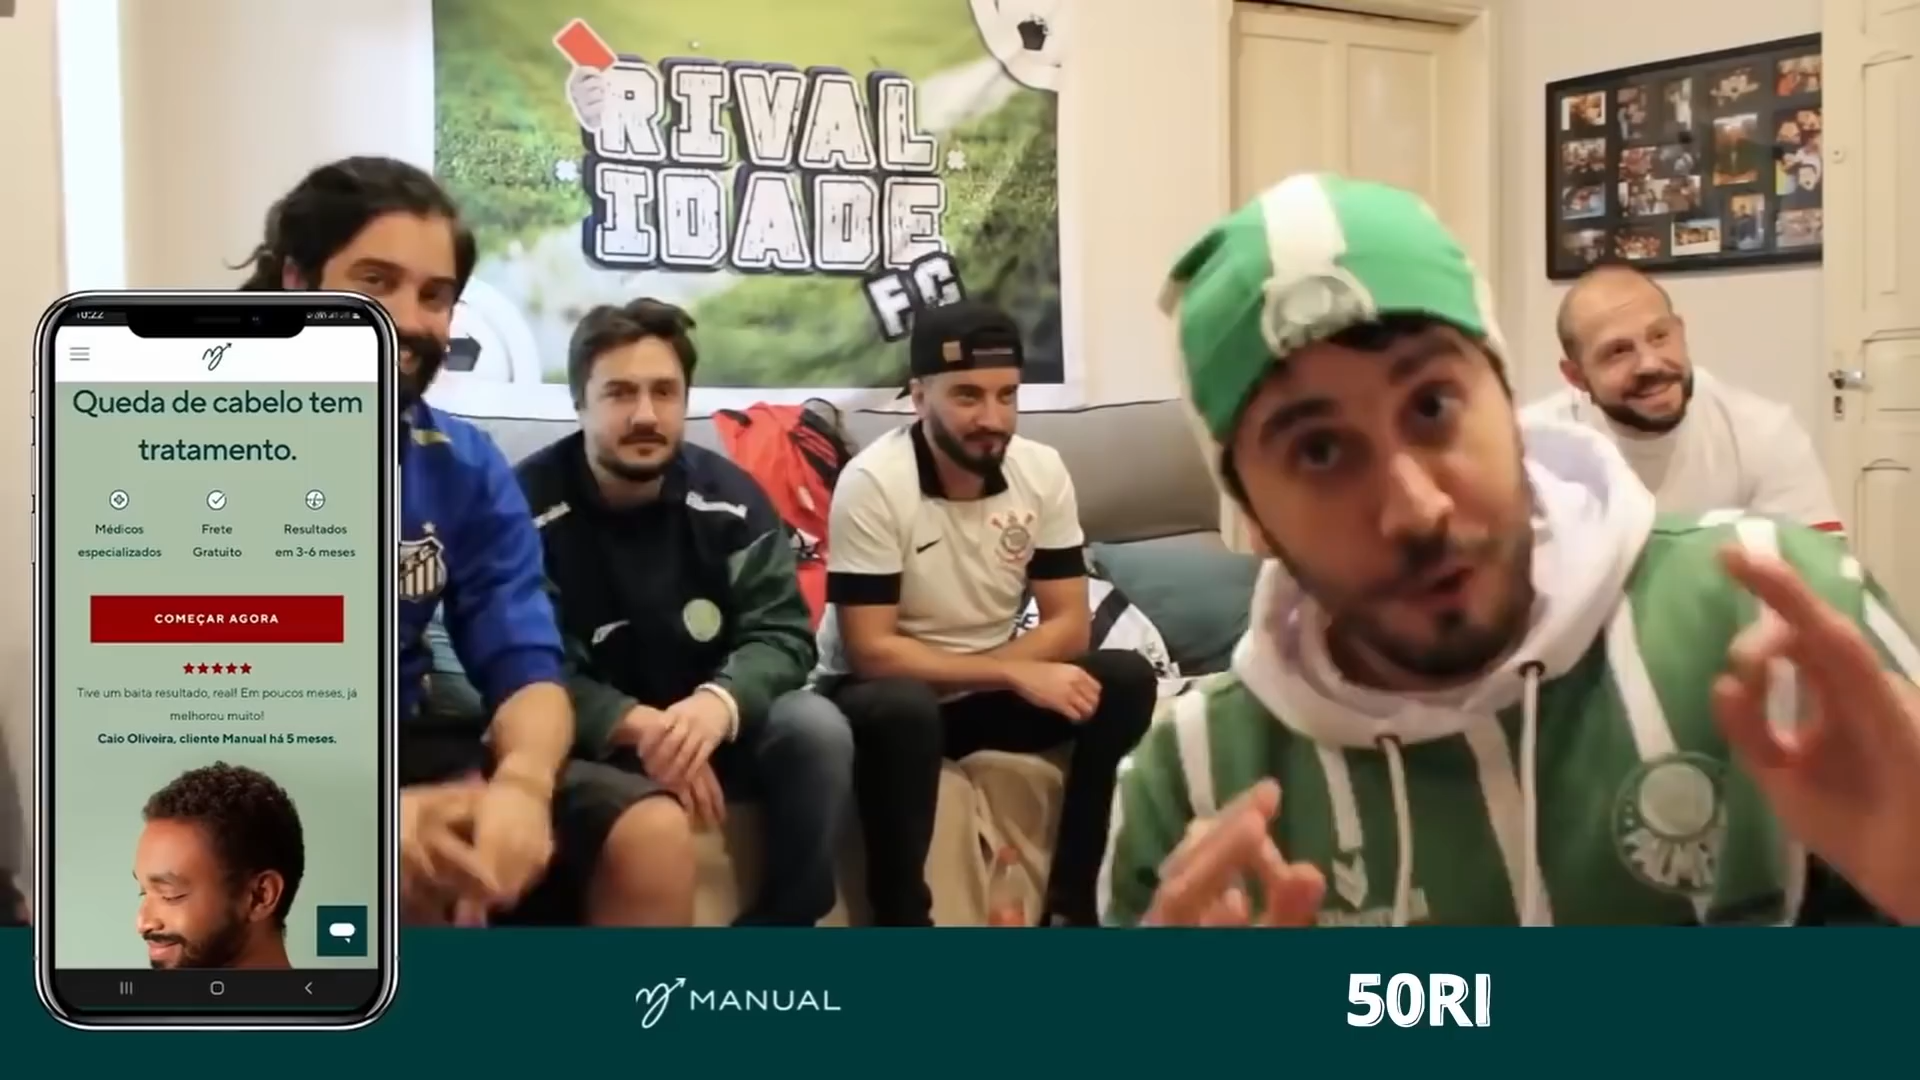 RIVAL
IDADE
FC
10:22
Queda de cabelo tem
tratamento.
Médicos
especializados
Frete
Gratuito
Resultados
em 3-6 meses
COMEÇAR AGORA
Tive um baita resultado, real! Em poucos meses, já
melhorou muito!
Caio Oliveira, cliente Manual há 5 meses.
MANUAL
50RI